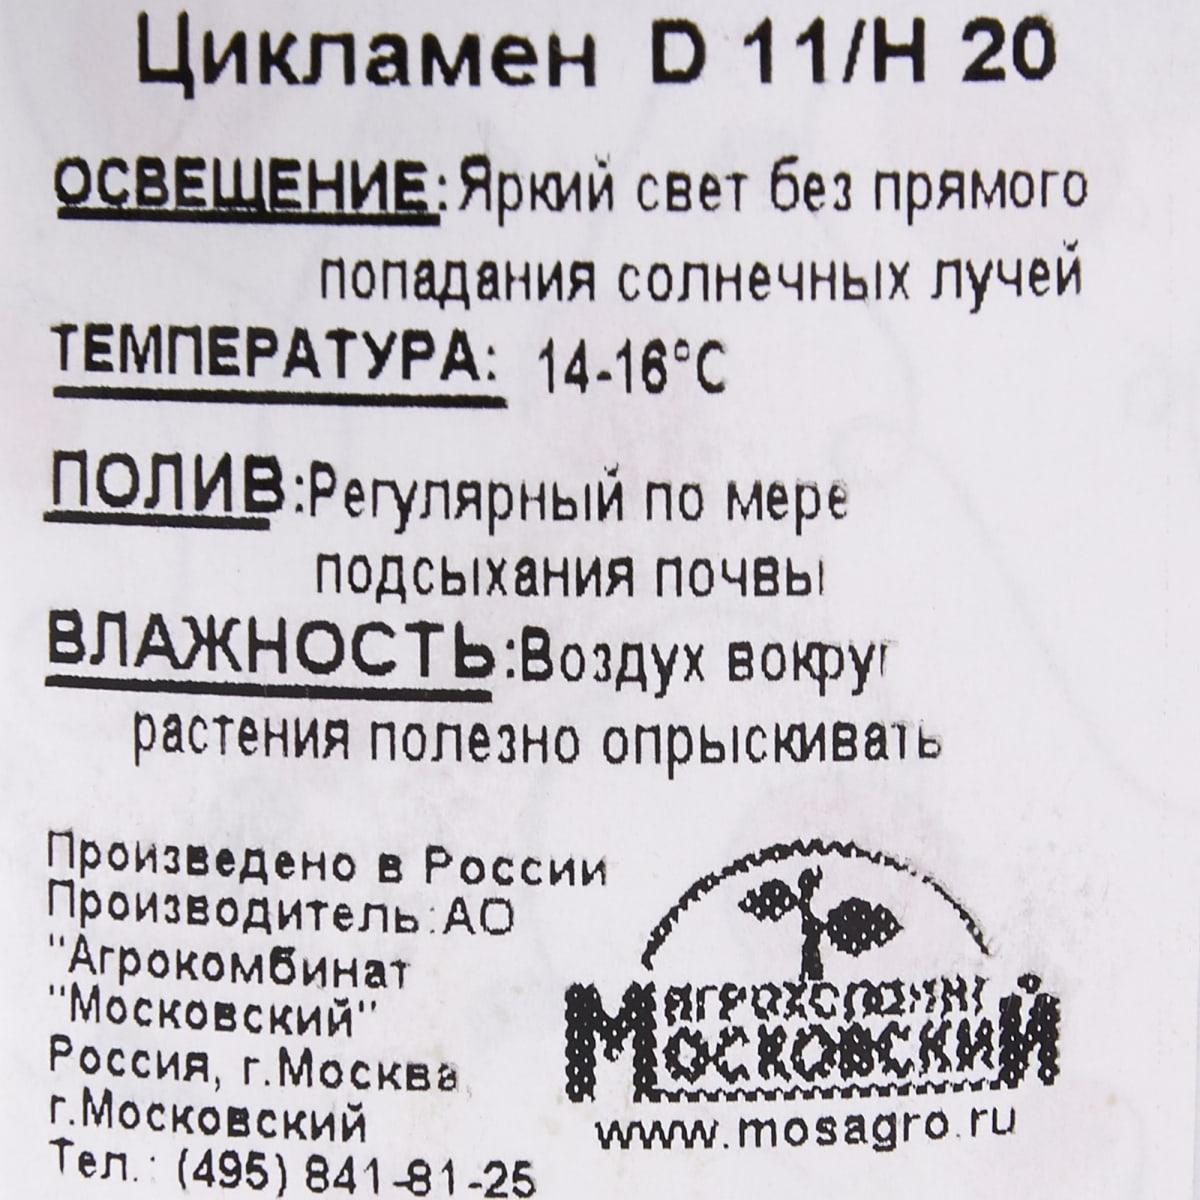 Цикламен D 11/H 20
ОСВЕЩЕНИЕ:Яркий свет без прямого
попадания солнечных лучей
ТЕМПЕРАТУРА: 14-16°C
ПОЛИВ:Регулярный по мере
подсыхания почвы
ВЛАЖНОСТЬ:Воздух вокруг
растения полезно опрыскивать
Произведено в России
Производитель:АО
"Агрокомбинат
"Московский"
Россия, г.Москва
г.Московский
Тел.: (495) 841-81-25
АГРОХОЛДИНГ
МОСКОВСКИЙ
www.mosagro.ru